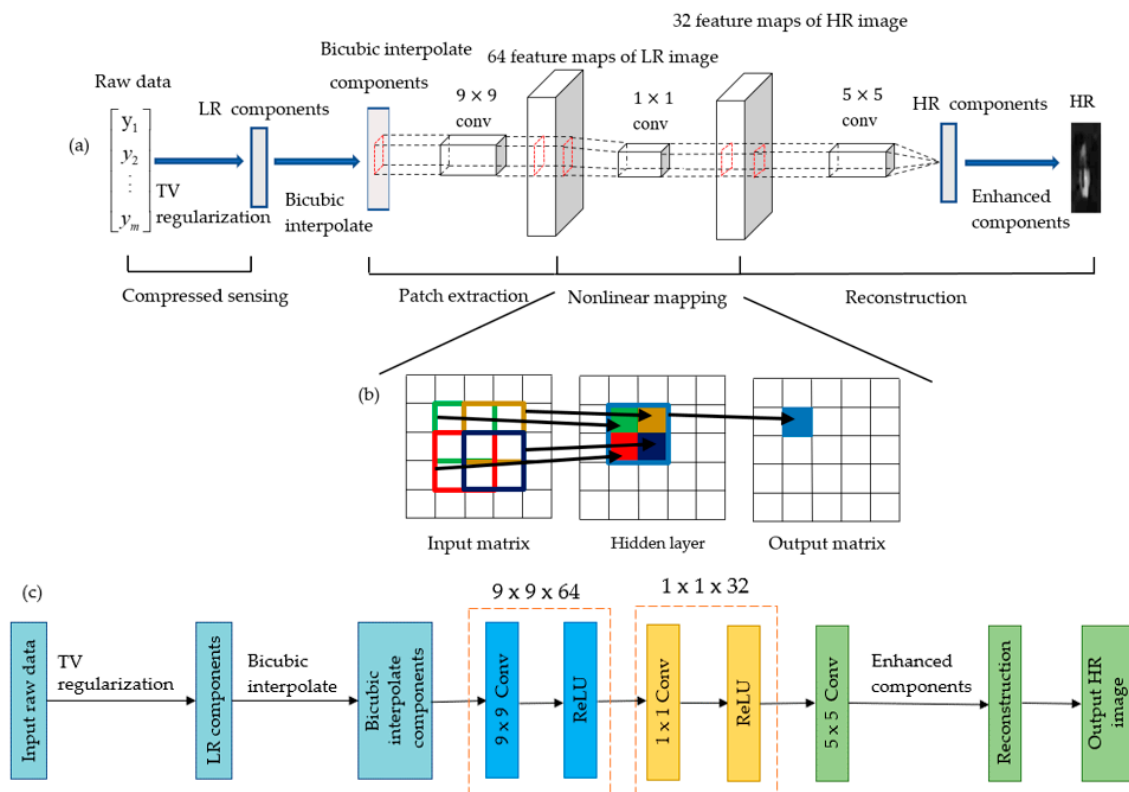 32 feature maps of HR image
Bicubic interpolate
components
64 feature maps of LR image
Raw data
LR components
9 × 9
conv
1 × 1
conv
5 × 5
conv
HR components
HR
(a)
y1
y2
⋮
ym
TV
regularization
Bicubic
interpolate
Enhanced
components
Compressed sensing
Patch extraction
Nonlinear mapping
Reconstruction
(b)
Input matrix
Hidden layer
Output matrix
(c)
9 x 9 x 64
1 x 1 x 32
Input raw data
TV
regularization
LR components
Bicubic
interpolate
Bicubic
interpolate
components
9 x 9 Conv
ReLU
1 x 1 Conv
ReLU
5 x 5 Conv
Enhanced
components
Reconstruction
Output HR
image